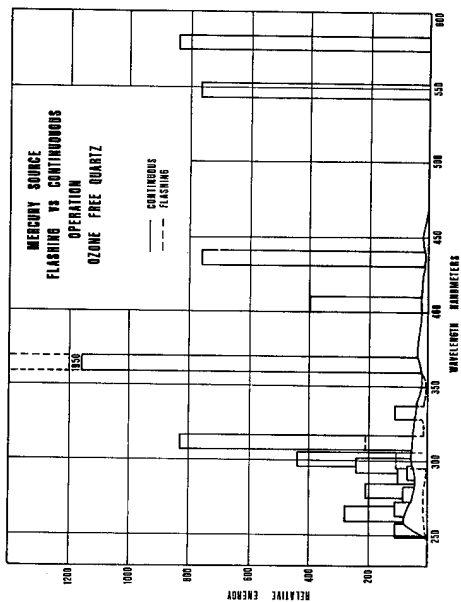 MERCURY SOURCE
FLASHING VS CONTINUOUS
OPERATION
OZONE FREE QUARTZ
CONTINUOUS
FLASHING
1950
RELATIVE ENERGY
1200
1000
800
600
400
200
250
300
350
400
450
500
550
600
WAVELENGTH NANOMETERS